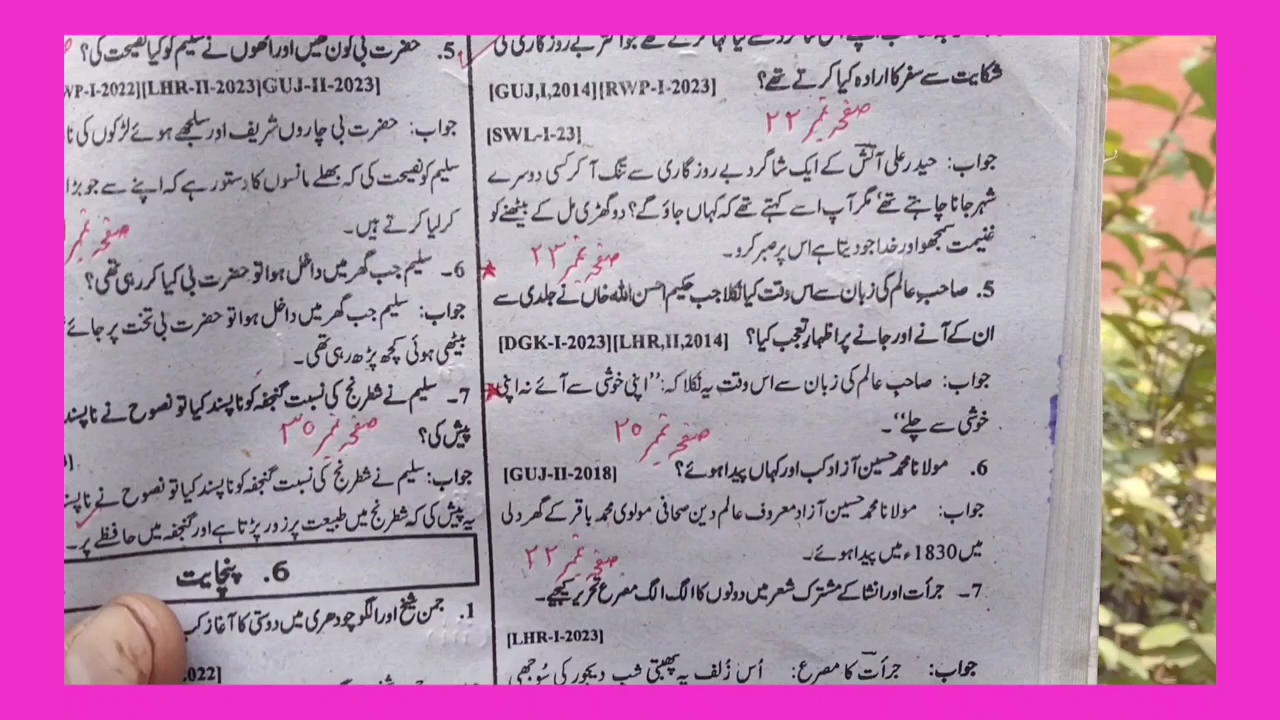 شکایت سے سفر کا ارادہ کیا کرتے تھے؟ [GUJ,I,2014][RWP-I-2023]
صفحہ نمبر ۲۲
[SWL-I-23]
جواب: حیدر علی آتشؔ کے ایک شاگرد بے روزگاری سے تنگ آ کر کسی دوسرے
شہر جانا چاہتے تھے مگر آپ اسے کہتے تھے کہ کہاں جاؤ گے؟ دو گھڑی مل کے بیٹھنے کو
غنیمت سمجھو اور خدا جو دیتا ہے اس پر صبر کرو۔
صفحہ نمبر ۲۳
5. صاحبِ عالم کی زبان سے اس وقت کیا نکلا جب حکیم احسن اللہ خاں نے جلدی سے
ان کے آنے اور جانے پر اظہارِ تعجب کیا؟ [DGK-I-2023][LHR,II,2014]
جواب: صاحبِ عالم کی زبان سے اس وقت یہ نکلا کہ: ”اپنی خوشی سے آئے نہ اپنی
خوشی سے چلے“۔
صفحہ نمبر ۲۵
6. مولانا محمد حسین آزاد کب اور کہاں پیدا ہوئے؟ [GUJ-II-2018]
جواب: مولانا محمد حسین آزاد معروف عالمِ دین صحافی مولوی محمد باقر کے گھر دلی
میں 1830ء میں پیدا ہوئے۔
صفحہ نمبر ۲۲
7۔ جرأت اور انشا کے مشترک شعر میں دونوں کا الگ الگ مصرع تحریر کیجیے۔
[LHR-I-2023]
جواب: جرأتؔ کا مصرع: اُس زُلف پہ پھبتی شبِ دیجور کی سُوجھی
5. حضرت بی کون تھیں اور انھوں نے سلیم کو کیا نصیحت کی؟
WP-I-2022][LHR-II-2023]GUJ-II-2023]
جواب: حضرت بی چاروں شریف اور سلجھے ہوئے لڑکوں کی
سلیم کو نصیحت کی کہ بھلے مانسوں کا دستور ہے کہ اپنے سے جو بڑا
کر لیا کرتے ہیں۔
صفحہ نمبر
6۔ سلیم جب گھر میں داخل ہوا تو حضرت بی کیا کر رہی تھی؟
جواب: سلیم جب گھر میں داخل ہوا تو حضرت بی تخت پر جائے
بیٹھی ہوئی کچھ پڑھ رہی تھی۔
7۔ سلیم نے شطرنج کی نسبت گنجفہ کو ناپسند کیا تو نصوح نے ناپسند
پیش کی؟
صفحہ نمبر ۳۵
جواب: سلیم نے شطرنج کی نسبت گنجفہ کو ناپسند کیا تو نصوح نے ناپسند
یہ پیش کی کہ شطرنج میں طبیعت پر زور پڑتا ہے اور گنجفہ میں حافظے پر۔
6. پنچایت
1. جمن شیخ اور الگو چودھری میں دوستی کا آغاز کب
2022]